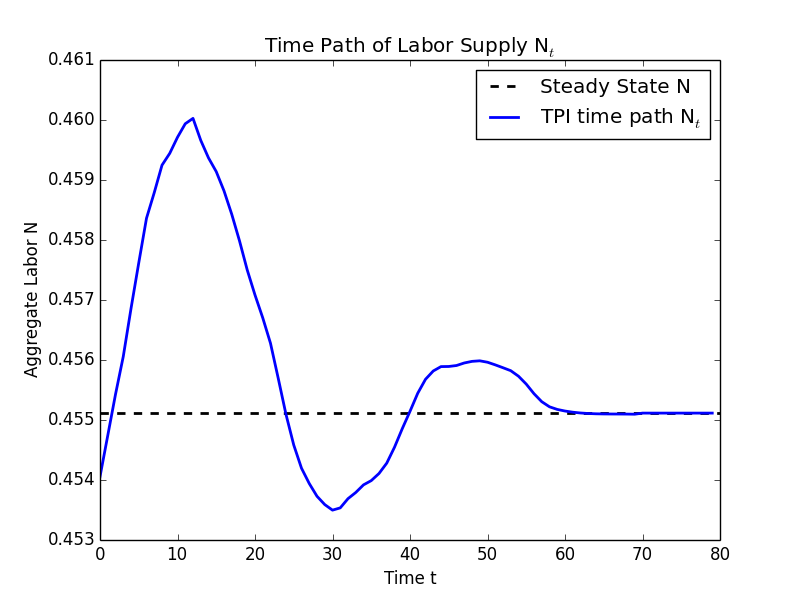 Time Path of Labor Supply Nₜ
Steady State N
TPI time path Nₜ
Aggregate Labor N
0.461
0.460
0.459
0.458
0.457
0.456
0.455
0.454
0.453
0 10 20 30 40 50 60 70 80
Time t